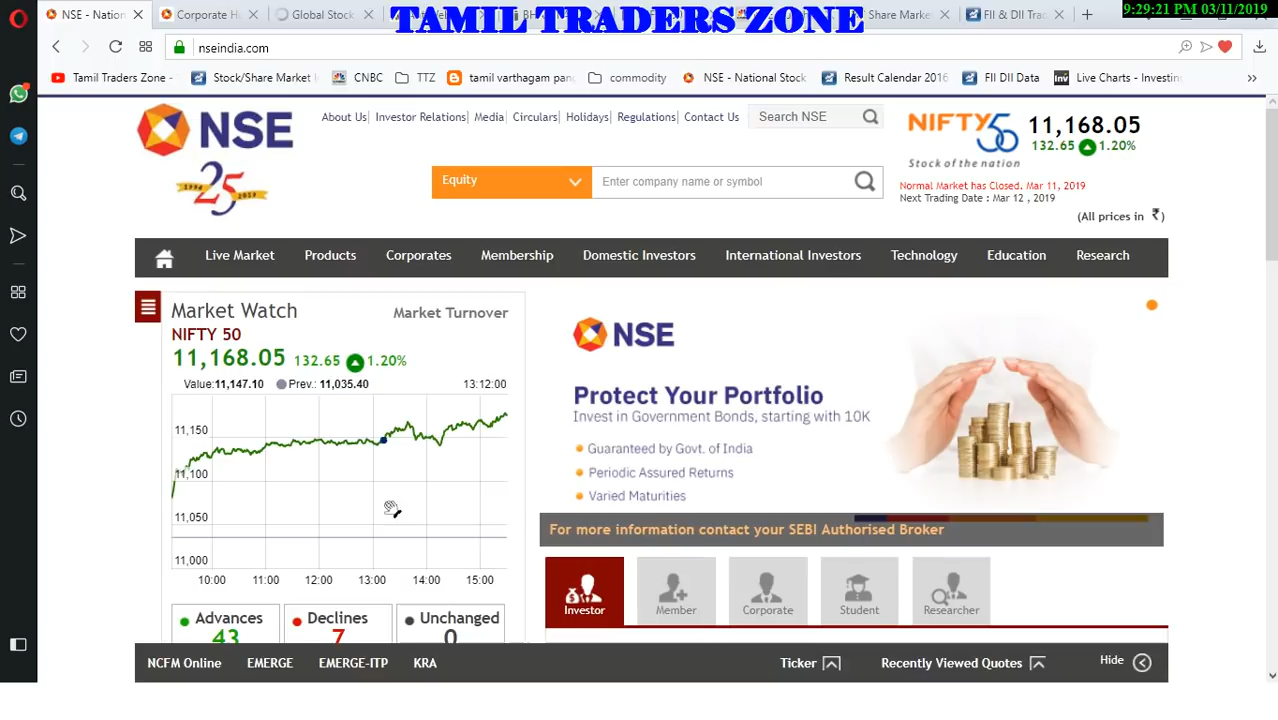 NSE - Nation
Corporate H
Global Stock
TAMIL TRADERS ZONE
Share Market
FII & DII Tra
9:29:21 PM 03/11/2019
nseindia.com
Tamil Traders Zone -
Stock/Share Market I
CNBC
TTZ
tamil varthagam pan
commodity
NSE - National Stock
Result Calendar 2016
FII DII Data
Inv
Live Charts - Investin
NSE
About Us| Investor Relations| Media| Circulars| Holidays| Regulations| Contact Us
Search NSE
NIFTY50
Stock of the nation
11,168.05
132.65 1.20%
1994 25 2019
Equity
Enter company name or symbol
Normal Market has Closed. Mar 11, 2019
Next Trading Date : Mar 12 , 2019
(All prices in ₹)
Live Market Products Corporates Membership Domestic Investors International Investors Technology Education Research
Market Watch
Market Turnover
NIFTY 50
11,168.05 132.65 1.20%
Value:11,147.10 Prev.: 11,035.40 13:12:00
11,150
11,100
11,050
11,000
10:00 11:00 12:00 13:00 14:00 15:00
Advances
43
Declines
7
Unchanged
0
NSE
Protect Your Portfolio
Invest in Government Bonds, starting with 10K
Guaranteed by Govt. of India
Periodic Assured Returns
Varied Maturities
For more information contact your SEBI Authorised Broker
Investor Member Corporate Student Researcher
NCFM Online EMERGE EMERGE-ITP KRA Ticker Recently Viewed Quotes Hide